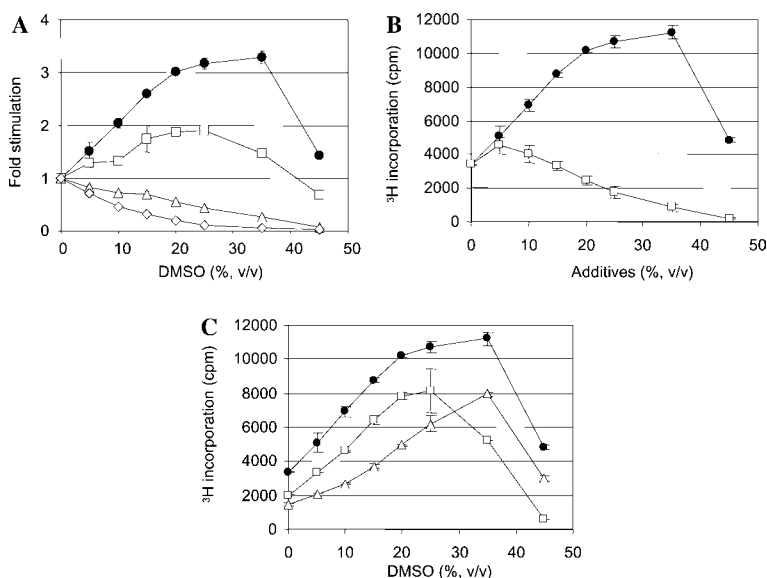 A
Fold stimulation
4
3
2
1
0
0 10 20 30 40 50
DMSO (%, v/v)
B
³H incorporation (cpm)
12000
10000
8000
6000
4000
2000
0
0 10 20 30 40 50
Additives (%, v/v)
C
³H incorporation (cpm)
12000
10000
8000
6000
4000
2000
0
0 10 20 30 40 50
DMSO (%, v/v)